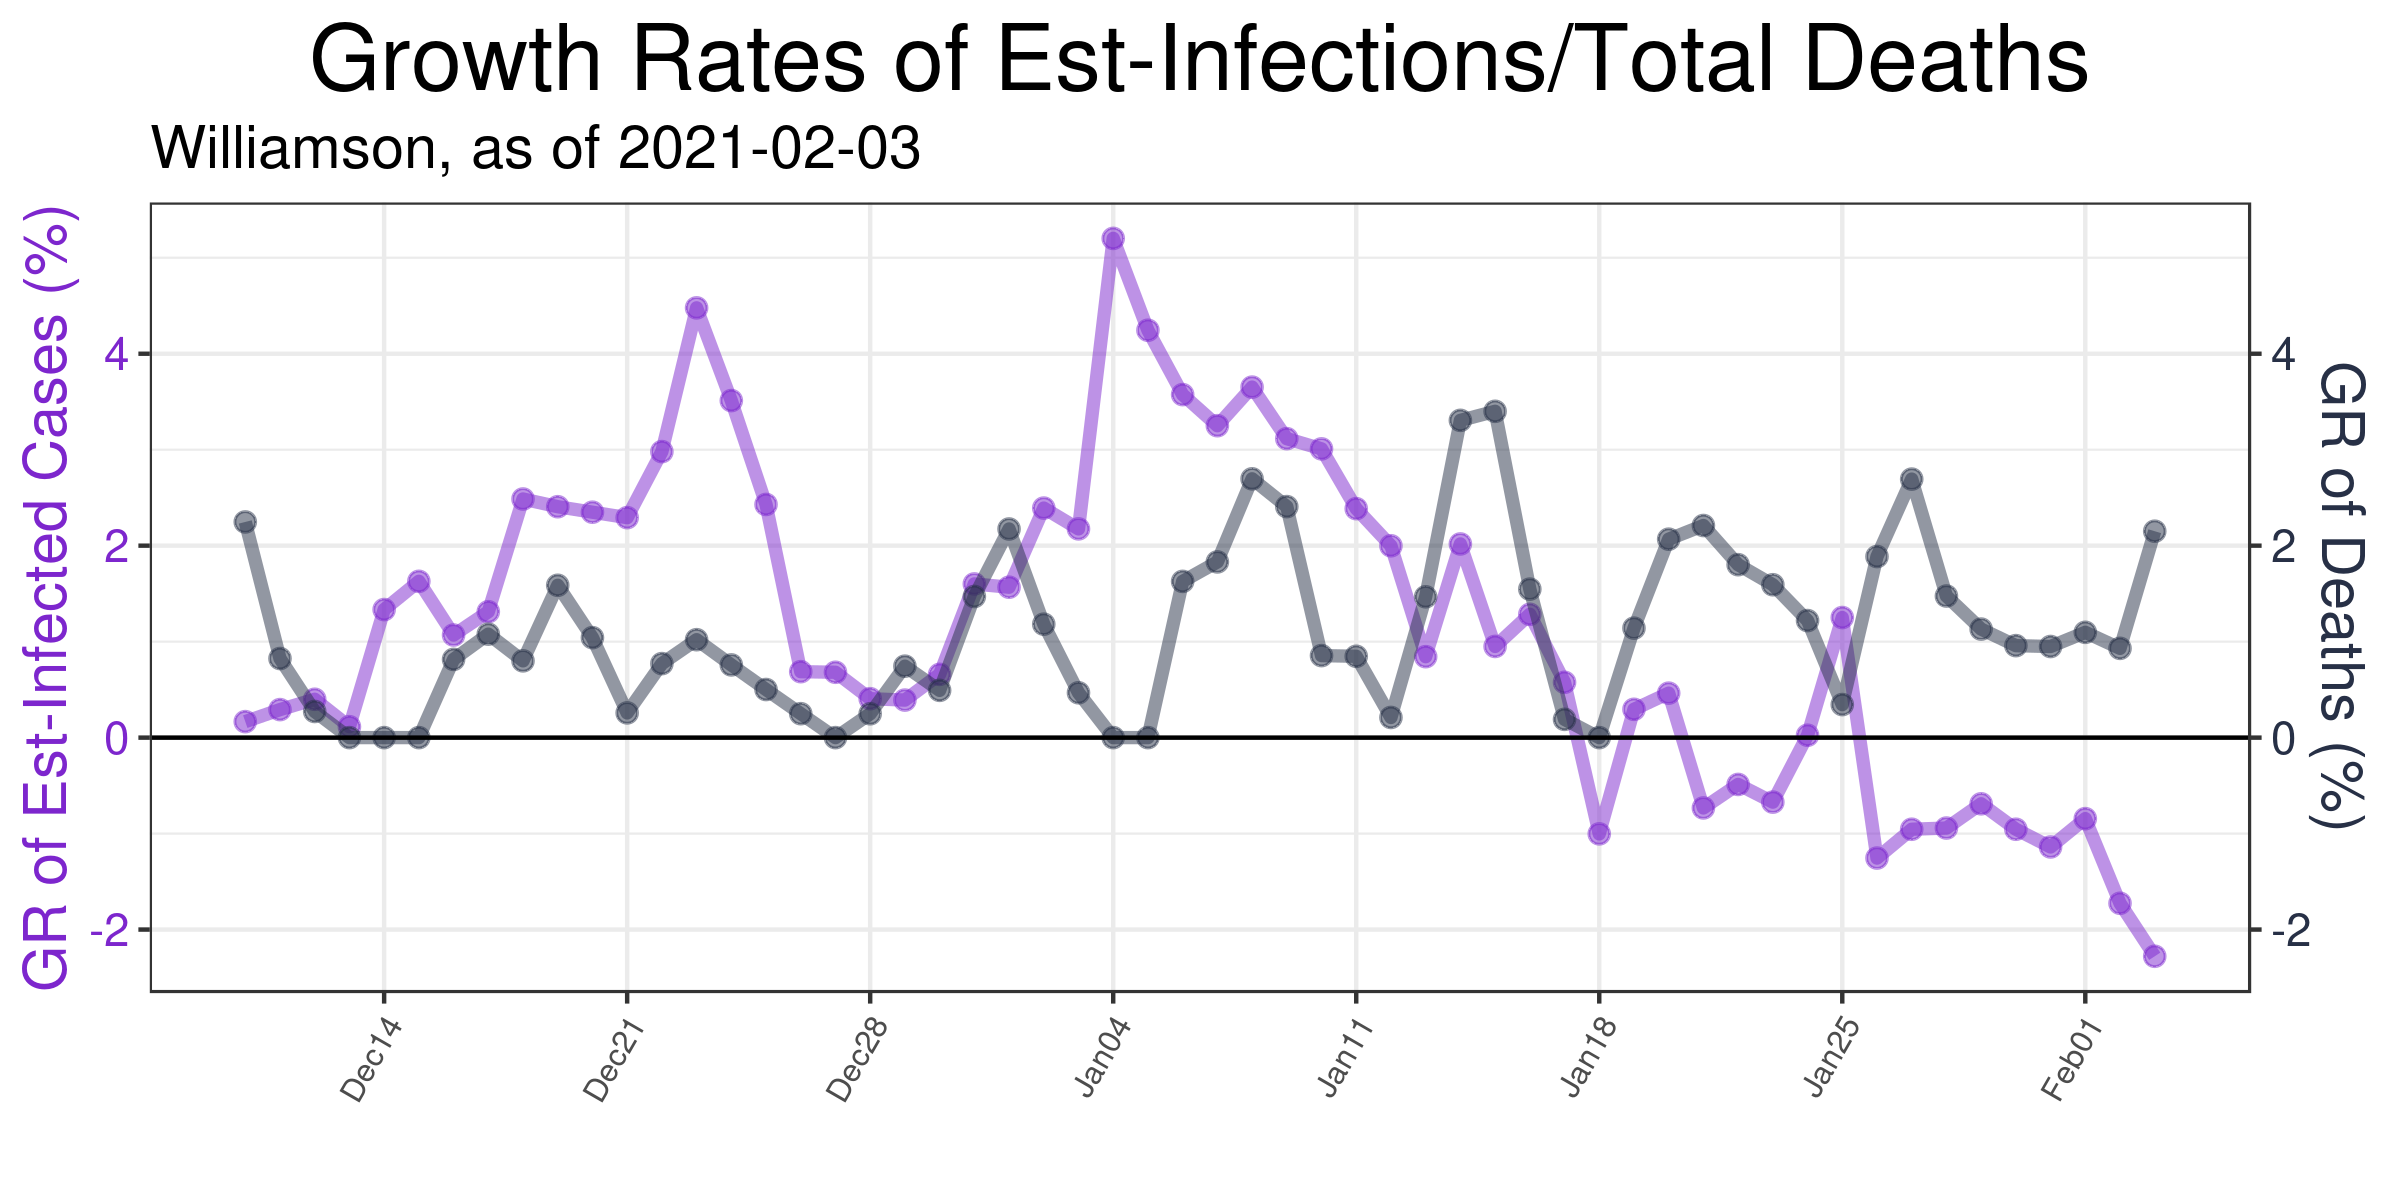 Growth Rates of Est-Infections/Total Deaths
Williamson, as of 2021-02-03
GR of Est-Infected Cases (%)
4
2
0
-2
4
2
0
-2
GR of Deaths (%)
Dec14
Dec21
Dec28
Jan04
Jan11
Jan18
Jan25
Feb01